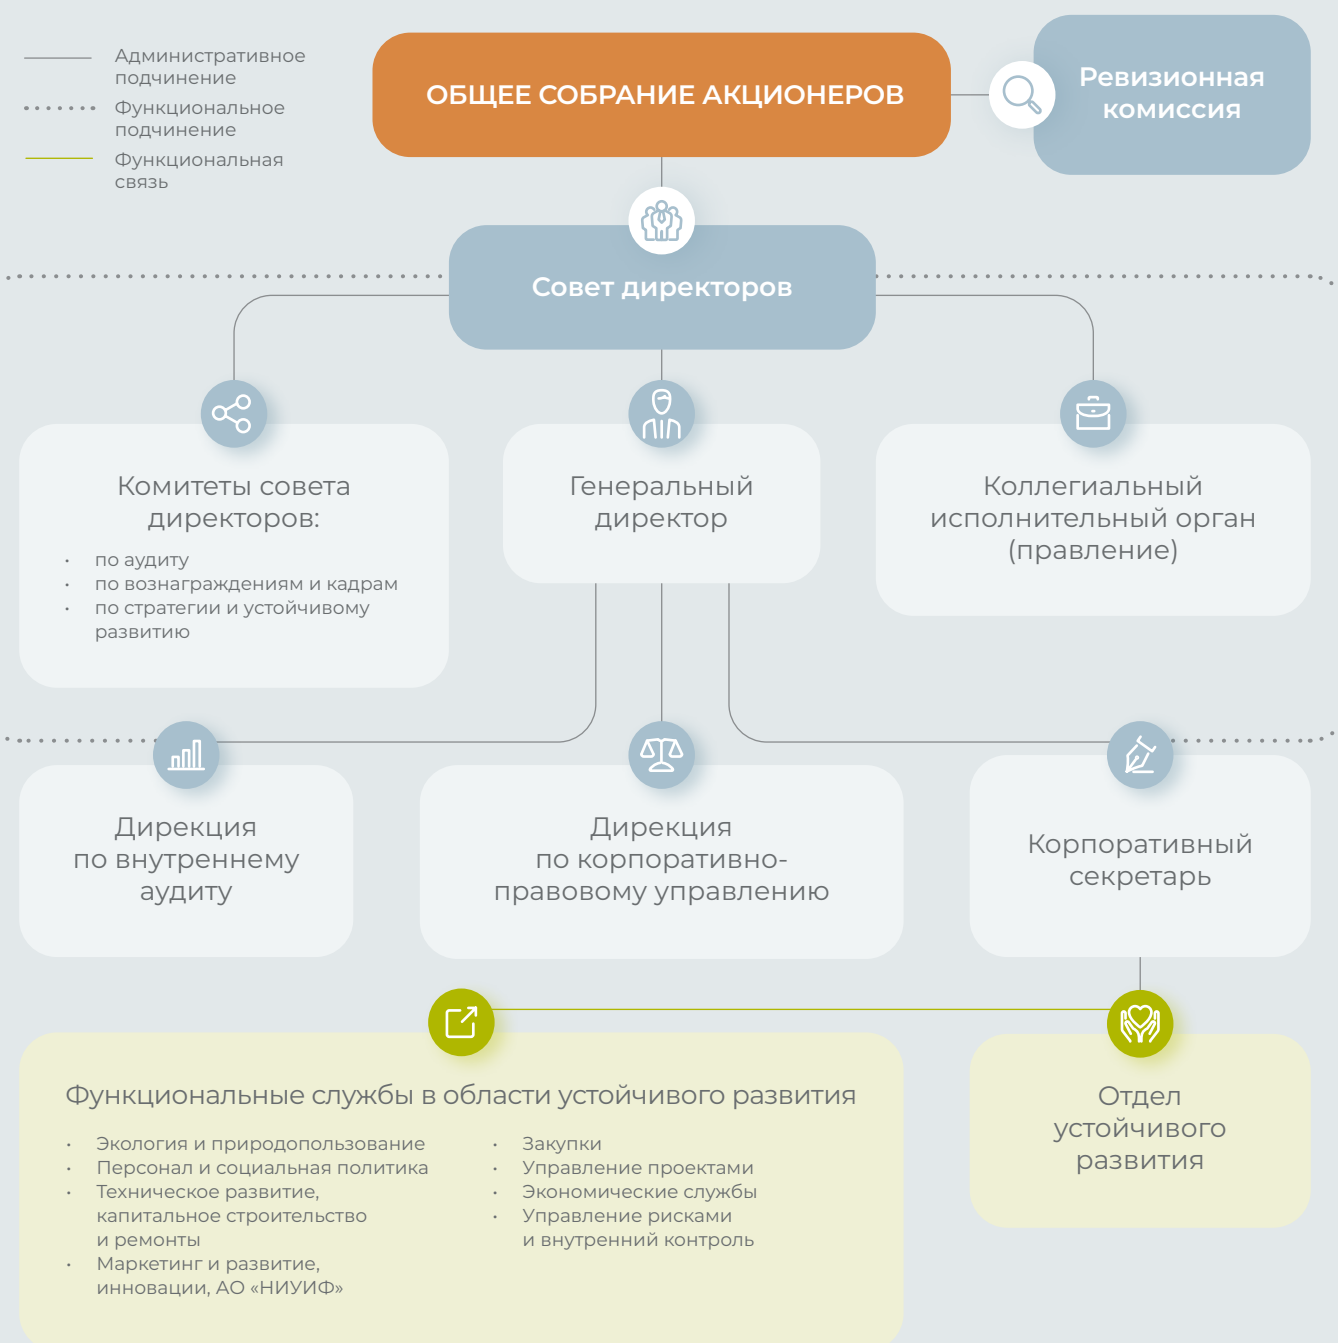 Административное
подчинение
Функциональное
подчинение
Функциональная
связь
ОБЩЕЕ СОБРАНИЕ АКЦИОНЕРОВ
Ревизионная
комиссия
Совет директоров
Комитеты совета
директоров:
· по аудиту
· по вознаграждениям и кадрам
· по стратегии и устойчивому
развитию
Генеральный
директор
Коллегиальный
исполнительный орган
(правление)
Дирекция
по внутреннему
аудиту
Дирекция
по корпоративно-
правовому управлению
Корпоративный
секретарь
Функциональные службы в области устойчивого развития
· Экология и природопользование
· Персонал и социальная политика
· Техническое развитие,
капитальное строительство
и ремонты
· Маркетинг и развитие,
инновации, АО «НИУИФ»
· Закупки
· Управление проектами
· Экономические службы
· Управление рисками
и внутренний контроль
Отдел
устойчивого
развития